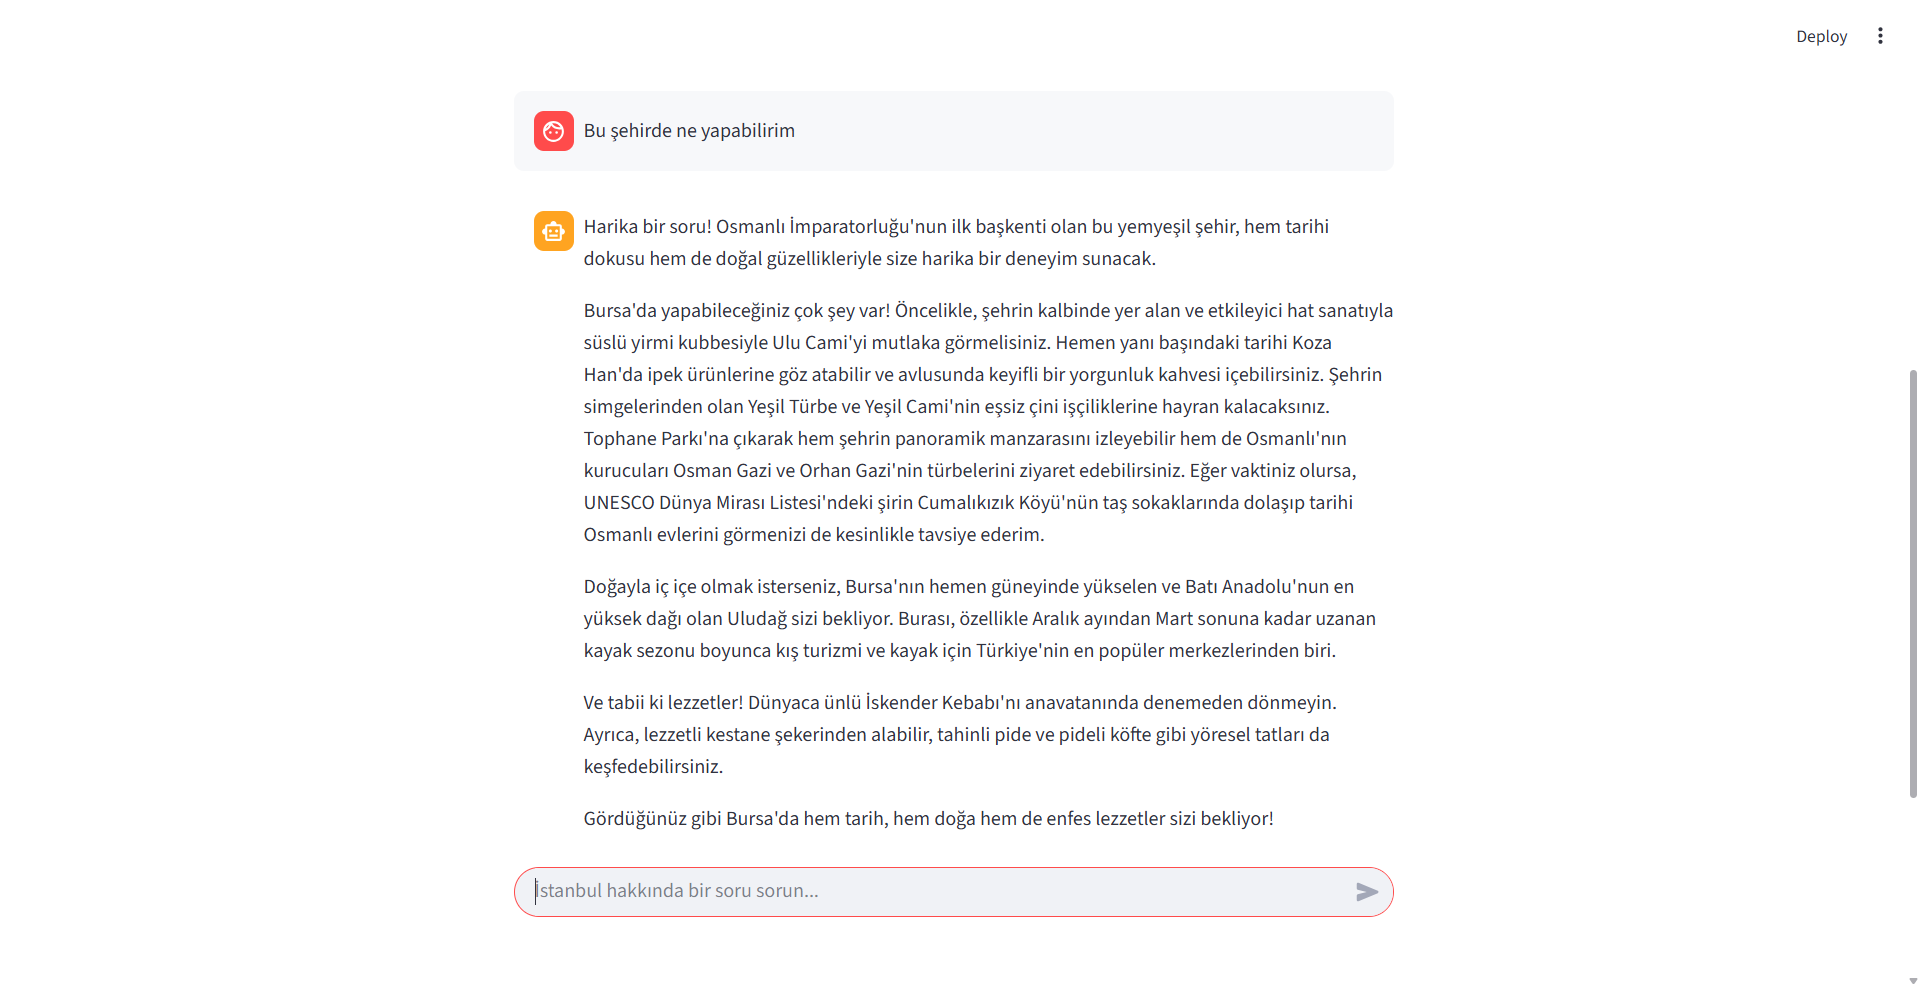 Deploy
Bu şehirde ne yapabilirim
Harika bir soru! Osmanlı İmparatorluğu'nun ilk başkenti olan bu yemyeşil şehir, hem tarihi
dokusu hem de doğal güzellikleriyle size harika bir deneyim sunacak.
Bursa'da yapabileceğiniz çok şey var! Öncelikle, şehrin kalbinde yer alan ve etkileyici hat sanatıyla
süslü yirmi kubbesiyle Ulu Cami'yi mutlaka görmelisiniz. Hemen yanı başındaki tarihi Koza
Han'da ipek ürünlerine göz atabilir ve avlusunda keyifli bir yorgunluk kahvesi içebilirsiniz. Şehrin
simgelerinden olan Yeşil Türbe ve Yeşil Cami'nin eşsiz çini işçiliklerine hayran kalacaksınız.
Tophane Parkı'na çıkarak hem şehrin panoramik manzarasını izleyebilir hem de Osmanlı'nın
kurucuları Osman Gazi ve Orhan Gazi'nin türbelerini ziyaret edebilirsiniz. Eğer vaktiniz olursa,
UNESCO Dünya Mirası Listesi'ndeki şirin Cumalıkızık Köyü'nün taş sokaklarında dolaşıp tarihi
Osmanlı evlerini görmenizi de kesinlikle tavsiye ederim.
Doğayla iç içe olmak isterseniz, Bursa'nın hemen güneyinde yükselen ve Batı Anadolu'nun en
yüksek dağı olan Uludağ sizi bekliyor. Burası, özellikle Aralık ayından Mart sonuna kadar uzanan
kayak sezonu boyunca kış turizmi ve kayak için Türkiye'nin en popüler merkezlerinden biri.
Ve tabii ki lezzetler! Dünyaca ünlü İskender Kebabı'nı anavatanında denemeden dönmeyin.
Ayrıca, lezzetli kestane şekerinden alabilir, tahinli pide ve pideli köfte gibi yöresel tatları da
keşfedebilirsiniz.
Gördüğünüz gibi Bursa'da hem tarih, hem doğa hem de enfes lezzetler sizi bekliyor!
İstanbul hakkında bir soru sorun...